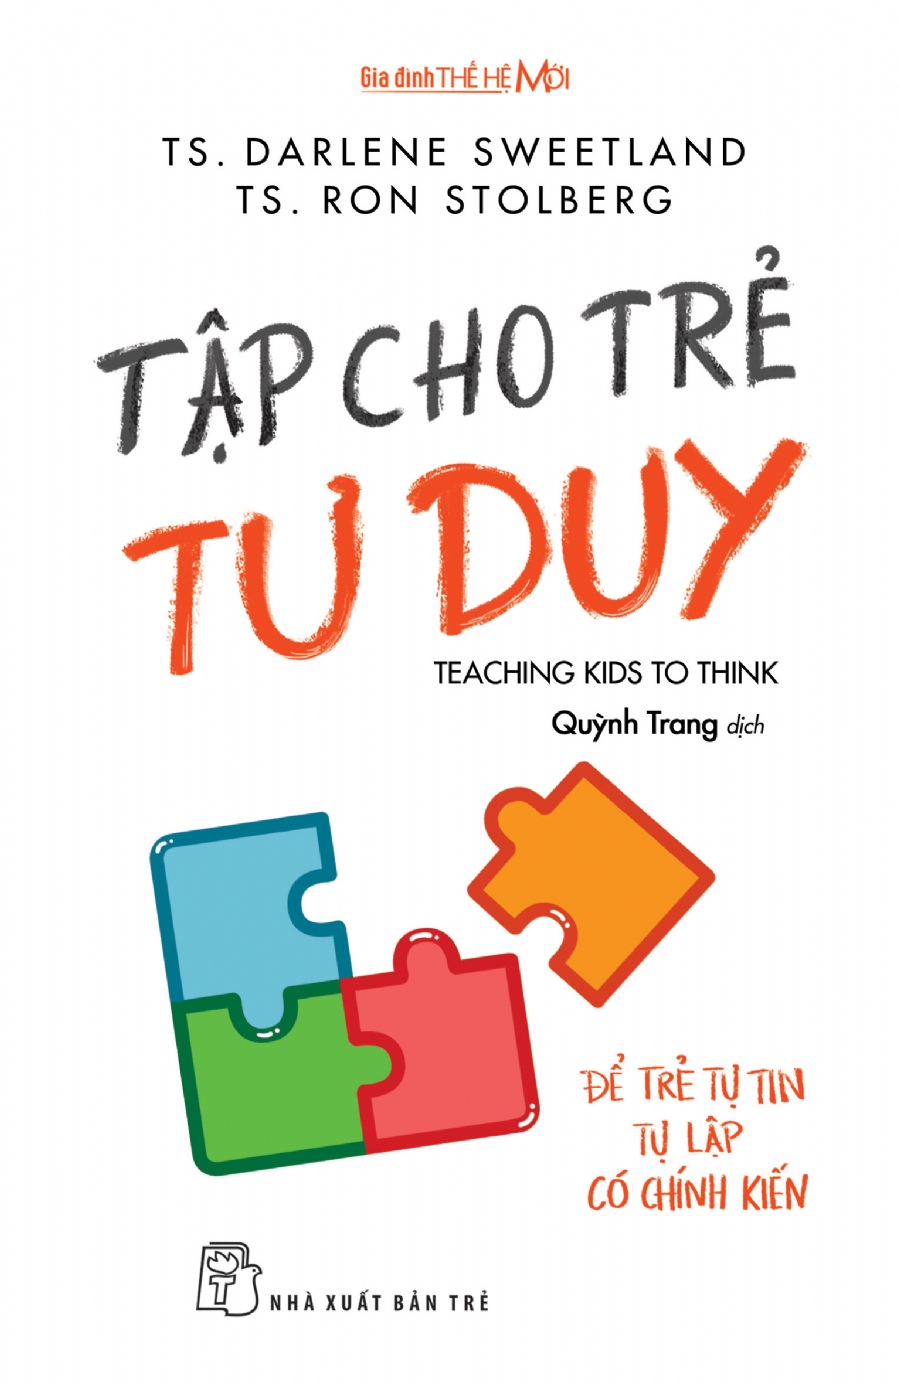 Gia đình THẾ HỆ MỚI
TS. DARLENE SWEETLAND
TS. RON STOLBERG
TẬP CHO TRẺ
TƯ DUY
TEACHING KIDS TO THINK
Quỳnh Trang dịch
ĐỂ TRẺ TỰ TIN
TỰ LẬP
CÓ CHÍNH KIẾN
T
NHÀ XUẤT BẢN TRẺ